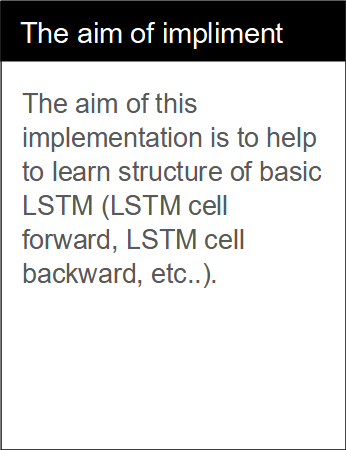 The aim of impliment
The aim of this
implementation is to help
to learn structure of basic
LSTM (LSTM cell
forward, LSTM cell
backward, etc..).